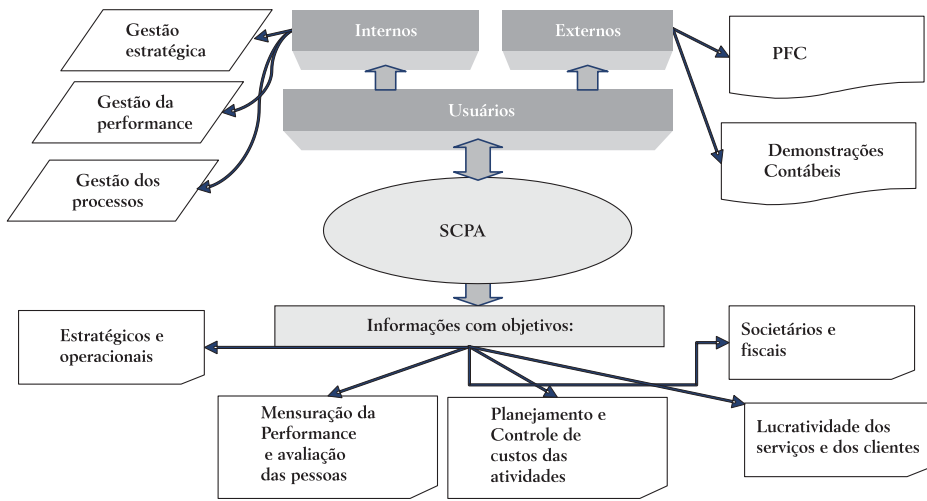 Gestão
estratégica
Internos
Externos
PFC
Gestão da
performance
Usuários
Demonstrações
Contábeis
Gestão dos
processos
SCPA
Informações com objetivos:
Estratégicos e
operacionais
Societários e
fiscais
Mensuração da
Performance
e avaliação
das pessoas
Planejamento e
Controle de
custos das
atividades
Lucratividade dos
serviços e dos clientes